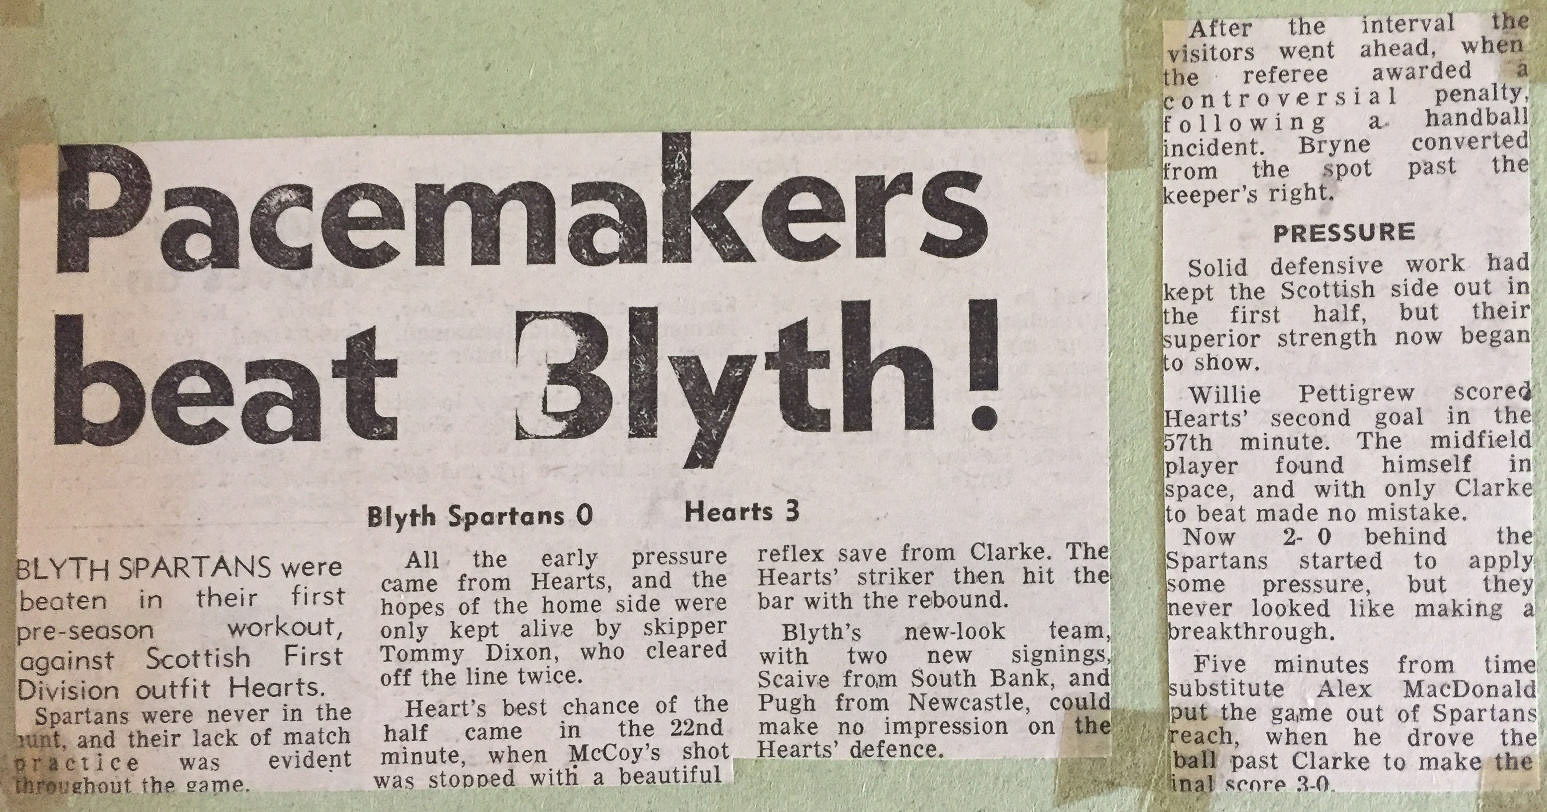 Pacemakers
beat Blyth!
Blyth Spartans 0 Hearts 3
BLYTH SPARTANS were
beaten in their first
pre-season workout,
against Scottish First
Division outfit Hearts.
Spartans were never in the
unt, and their lack of match
practice was evident
throughout the game.
All the early pressure
came from Hearts, and the
hopes of the home side were
only kept alive by skipper
Tommy Dixon, who cleared
off the line twice.
Heart's best chance of the
half came in the 22nd
minute, when McCoy's shot
was stopped with a beautiful
reflex save from Clarke. The
Hearts' striker then hit the
bar with the rebound.
Blyth's new-look team,
with two new signings,
Scaive from South Bank, and
Pugh from Newcastle, could
make no impression on the
Hearts' defence.
After the interval the
visitors went ahead, when
the referee awarded a
controversial penalty,
following a handball
incident. Bryne converted
from the spot past the
keeper's right.
PRESSURE
Solid defensive work had
kept the Scottish side out in
the first half, but their
superior strength now began
to show.
Willie Pettigrew scored
Hearts' second goal in the
57th minute. The midfield
player found himself in
space, and with only Clarke
to beat made no mistake.
Now 2- 0 behind the
Spartans started to apply
some pressure, but they
never looked like making a
breakthrough.
Five minutes from time
substitute Alex MacDonald
put the game out of Spartans
reach, when he drove the
ball past Clarke to make the
inal score 3-0.